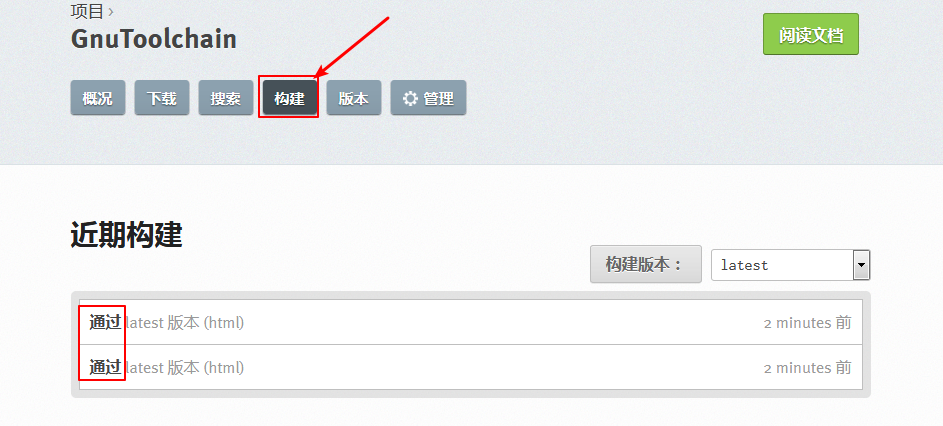 项目 ›
GnuToolchain
阅读文档
概况 下载 搜索 构建 版本 管理
近期构建
构建版本： latest
通过 latest 版本 (html) 2 minutes 前
通过 latest 版本 (html) 2 minutes 前